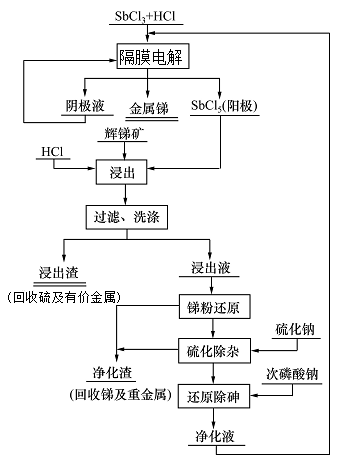 SbCl₃+HCl
隔膜电解
阴极液
金属锑
SbCl₅(阳极)
辉锑矿
HCl
浸出
过滤、洗涤
浸出渣
(回收硫及有价金属)
浸出液
锑粉还原
硫化钠
硫化除杂
净化渣
(回收锑及重金属)
次磷酸钠
还原除砷
净化液